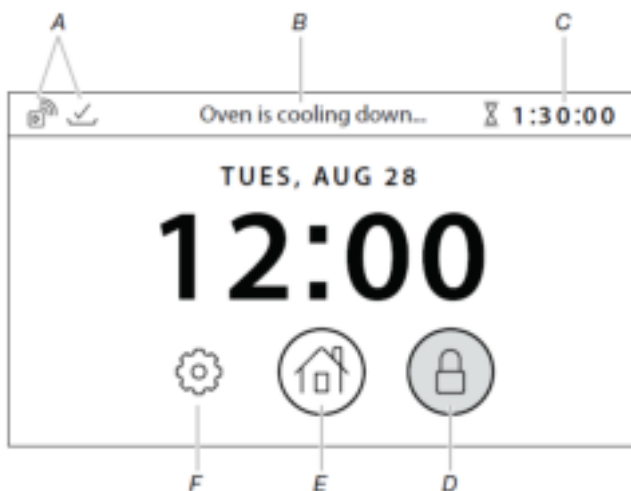 A B C
Oven is cooling down... 1:30:00
TUES, AUG 28
12:00
F E D